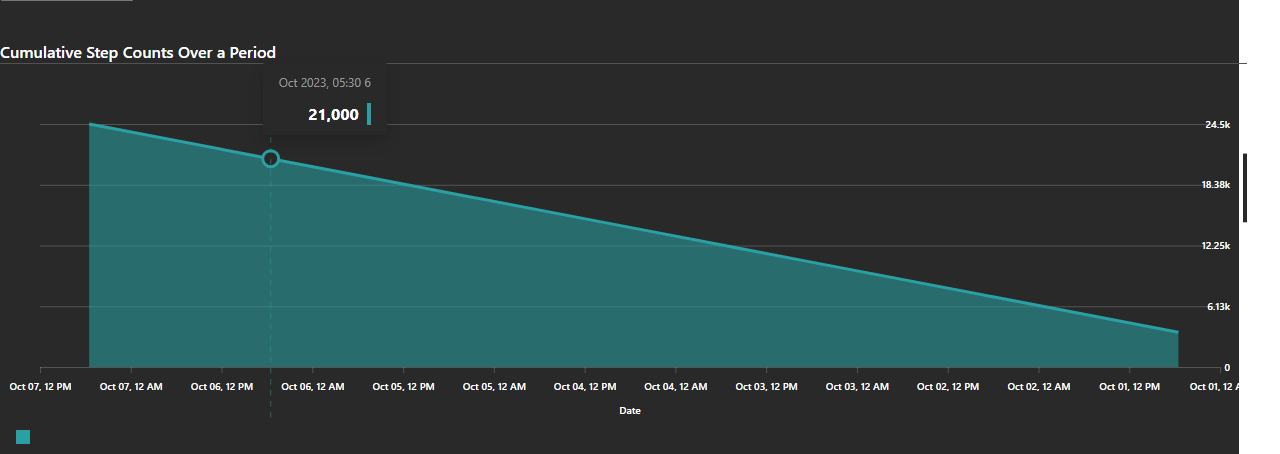 Cumulative Step Counts Over a Period
Oct 2023, 05:30 6
21,000
24.5k
18.38k
12.25k
6.13k
0
Oct 07, 12 PM Oct 07, 12 AM Oct 06, 12 PM Oct 06, 12 AM Oct 05, 12 PM Oct 05, 12 AM Oct 04, 12 PM Oct 04, 12 AM Oct 03, 12 PM Oct 03, 12 AM Oct 02, 12 PM Oct 02, 12 AM Oct 01, 12 PM Oct 01, 12 A
Date